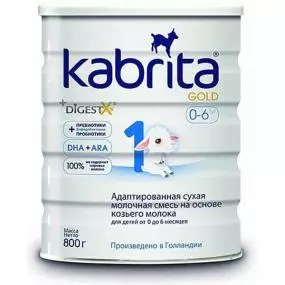 kabrita
GOLD
+DIGESTX
0-6
+ ПРЕБИОТИКИ
ПРОБИОТИКИ
DHA + ARA
100%
1
Адаптированная сухая
молочная смесь на основе
козьего молока
для детей от 0 до 6 месяцев
Масса
Нетто
800 г
Произведено в Голландии